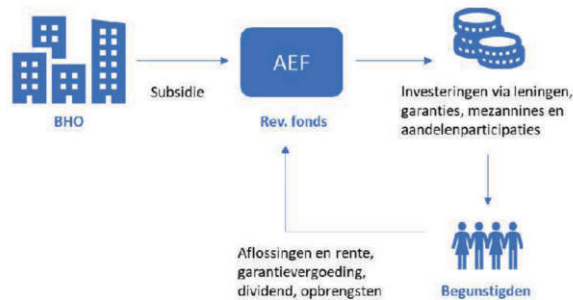 AEF
Subsidie
BHO
Rev. fonds
Investeringen via leningen,
garanties, mezannines en
aandelenparticipaties
Aflossingen en rente,
garantievergoeding,
dividend, opbrengsten
Begunstigden